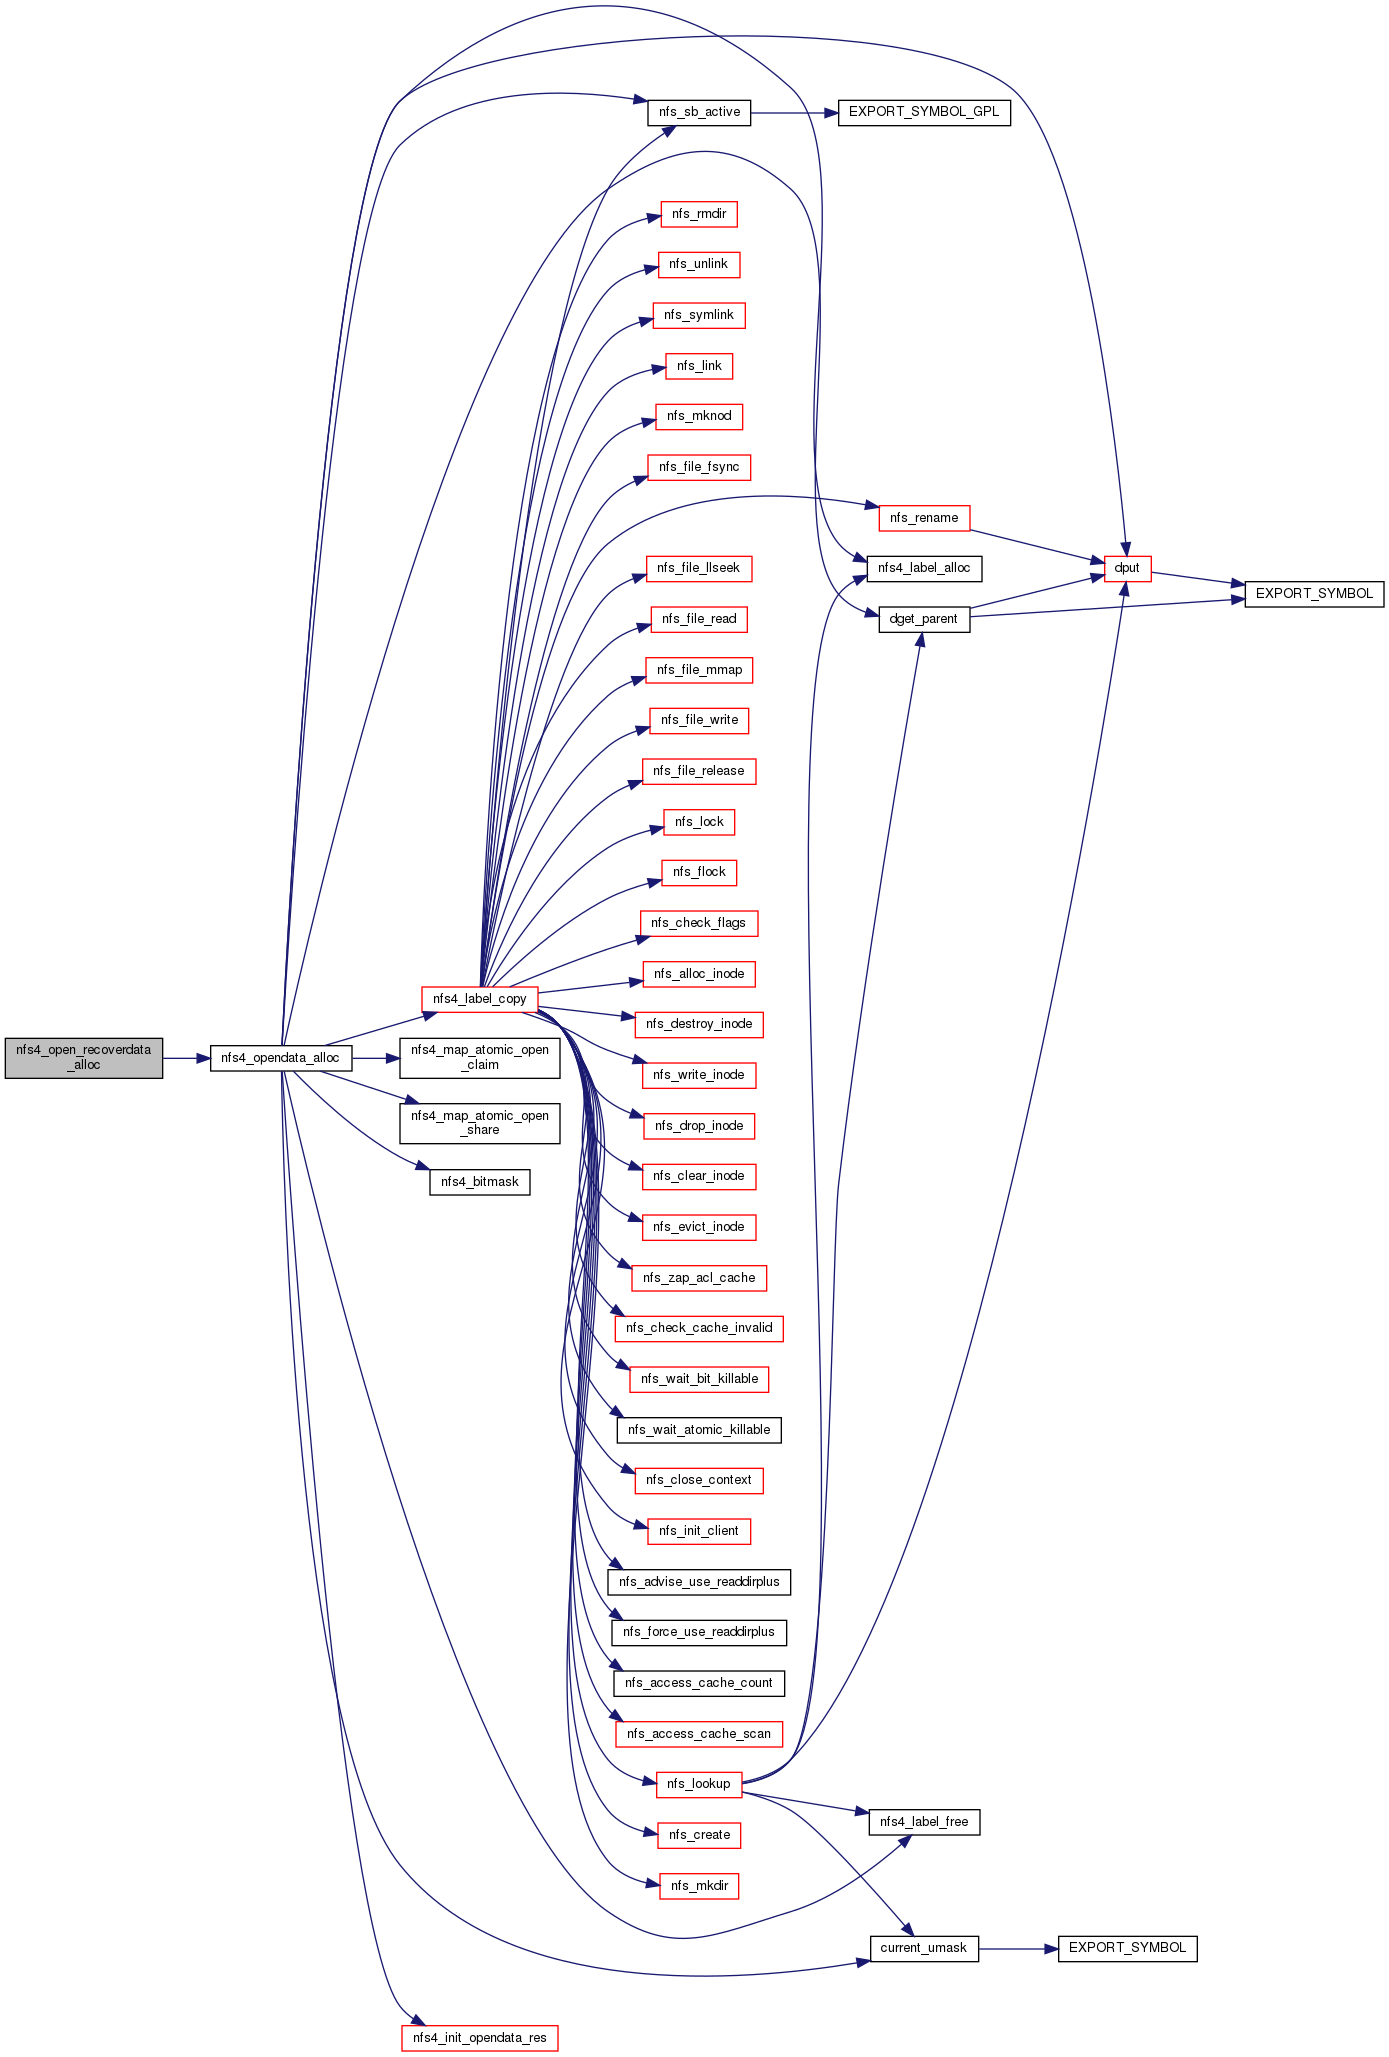 nfs_sb_active
EXPORT_SYMBOL_GPL
nfs_rmdir
nfs_unlink
nfs_symlink
nfs_link
nfs_mknod
nfs_file_fsync
nfs_rename
nfs_file_llseek
nfs4_label_alloc
dput
EXPORT_SYMBOL
nfs_file_read
dget_parent
nfs_file_mmap
nfs_file_write
nfs_file_release
nfs_lock
nfs_flock
nfs_check_flags
nfs_alloc_inode
nfs4_label_copy
nfs_destroy_inode
nfs4_open_recoverdata
_alloc
nfs4_opendata_alloc
nfs4_map_atomic_open
_claim
nfs_write_inode
nfs4_map_atomic_open
_share
nfs_drop_inode
nfs4_bitmask
nfs_clear_inode
nfs_evict_inode
nfs_zap_acl_cache
nfs_check_cache_invalid
nfs_wait_bit_killable
nfs_wait_atomic_killable
nfs_close_context
nfs_init_client
nfs_advise_use_readdirplus
nfs_force_use_readdirplus
nfs_access_cache_count
nfs_access_cache_scan
nfs_lookup
nfs4_label_free
nfs_create
nfs_mkdir
current_umask
EXPORT_SYMBOL
nfs4_init_opendata_res